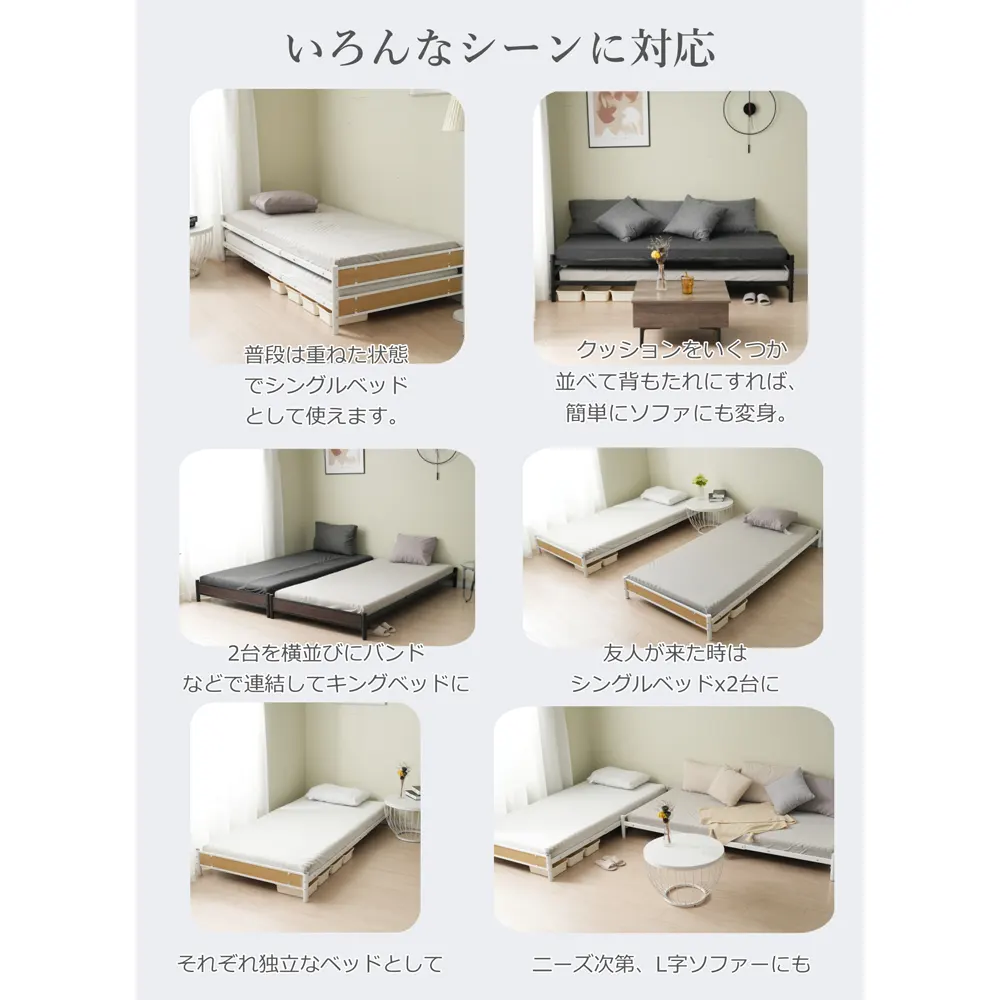 いろんなシーンに対応
普段は重ねた状態
でシングルベッド
として使えます。
クッションをいくつか
並べて背もたれにすれば、
簡単にソファにも変身。
2台を横並びにバンド
などで連結してキングベッドに
友人が来た時は
シングルベッドx2台に
それぞれ独立なベッドとして
ニーズ次第、L字ソファーにも